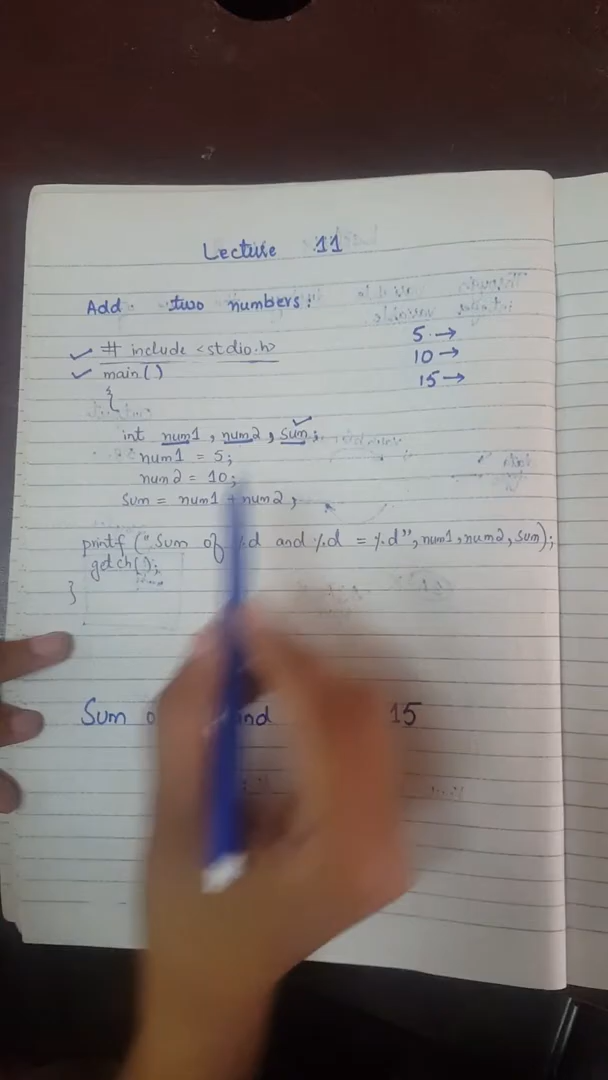 Lecture 11
Add two numbers:
# include <stdio.h>
main()
{
int num1, num2, sum;
num1 = 5;
num2 = 10;
sum = num1 + num2,
printf ("Sum of %d and %d = %d", num1, num2, sum);
getch();
}
5 →
10 →
15 →
Sum and 15